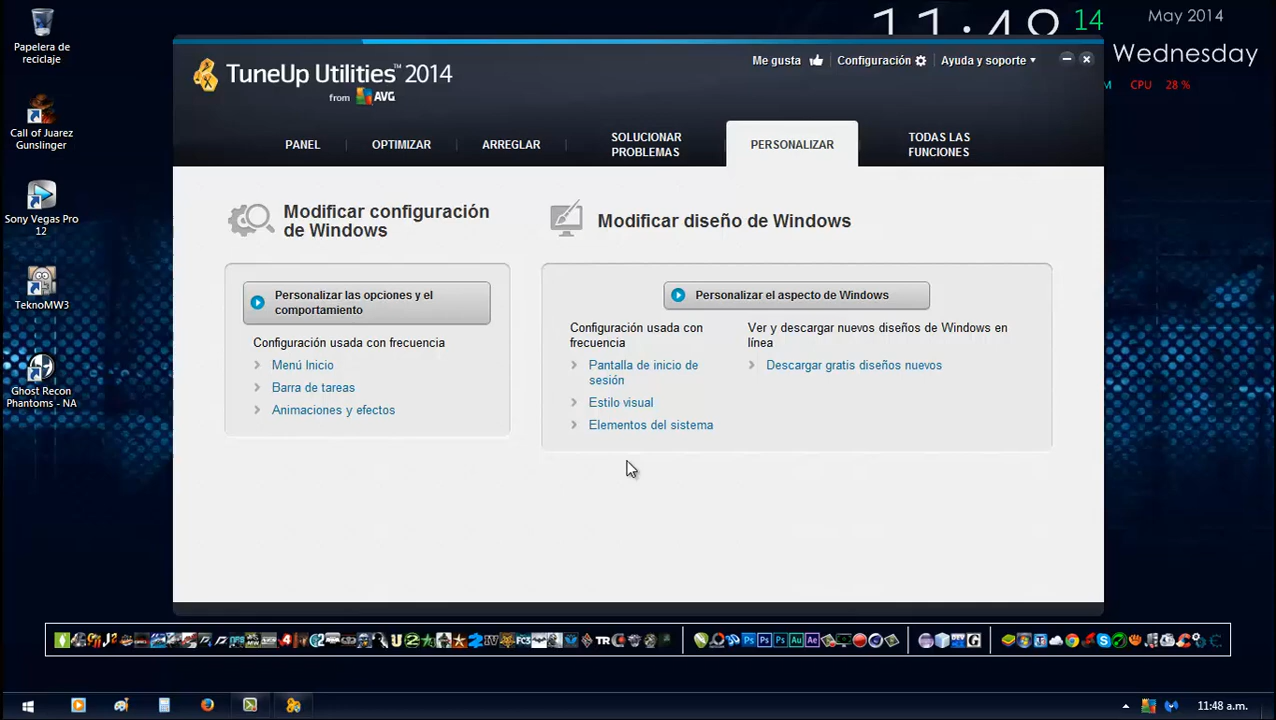 Papelera de
reciclaje
Call of Juarez
Gunslinger
Sony Vegas Pro
12
TeknoMW3
Ghost Recon
Phantoms - NA
14
May 2014
Wednesday
CPU 28 %
TuneUp Utilities™ 2014
from AVG
Me gusta
Configuración
Ayuda y soporte
PANEL
OPTIMIZAR
ARREGLAR
SOLUCIONAR
PROBLEMAS
PERSONALIZAR
TODAS LAS
FUNCIONES
Modificar configuración
de Windows
Personalizar las opciones y el
comportamiento
Configuración usada con frecuencia
Menú Inicio
Barra de tareas
Animaciones y efectos
Modificar diseño de Windows
Personalizar el aspecto de Windows
Configuración usada con
frecuencia
Pantalla de inicio de
sesión
Estilo visual
Elementos del sistema
Ver y descargar nuevos diseños de Windows en
línea
Descargar gratis diseños nuevos
11:48 a.m.